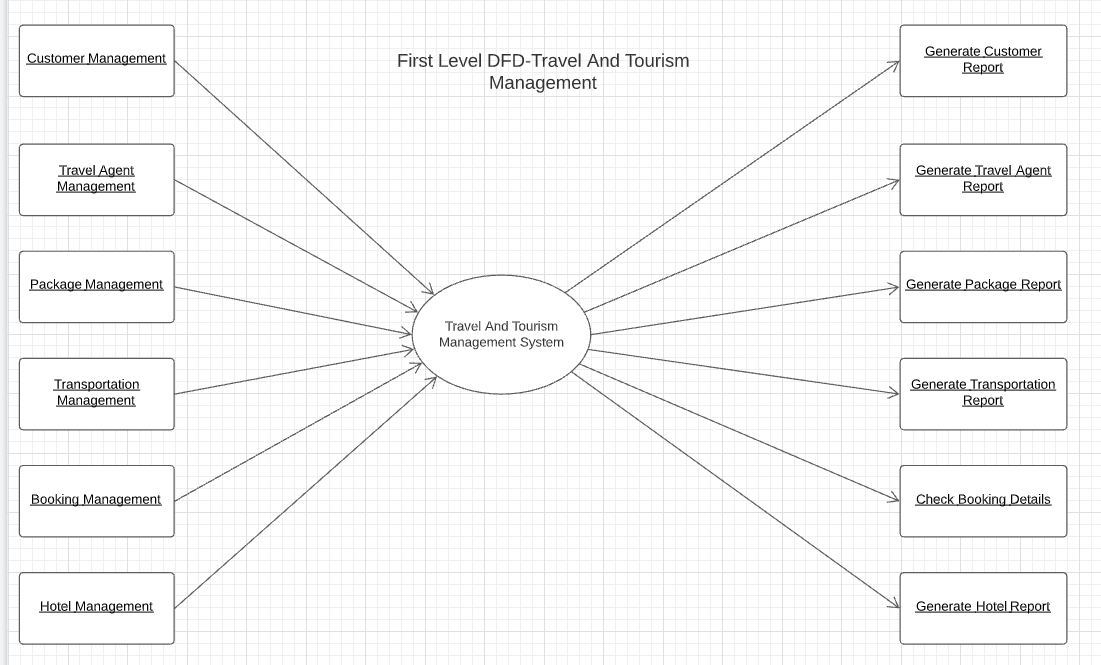 First Level DFD-Travel And Tourism
Management
Customer Management
Travel Agent
Management
Package Management
Transportation
Management
Booking Management
Hotel Management
Travel And Tourism
Management System
Generate Customer
Report
Generate Travel Agent
Report
Generate Package Report
Generate Transportation
Report
Check Booking Details
Generate Hotel Report